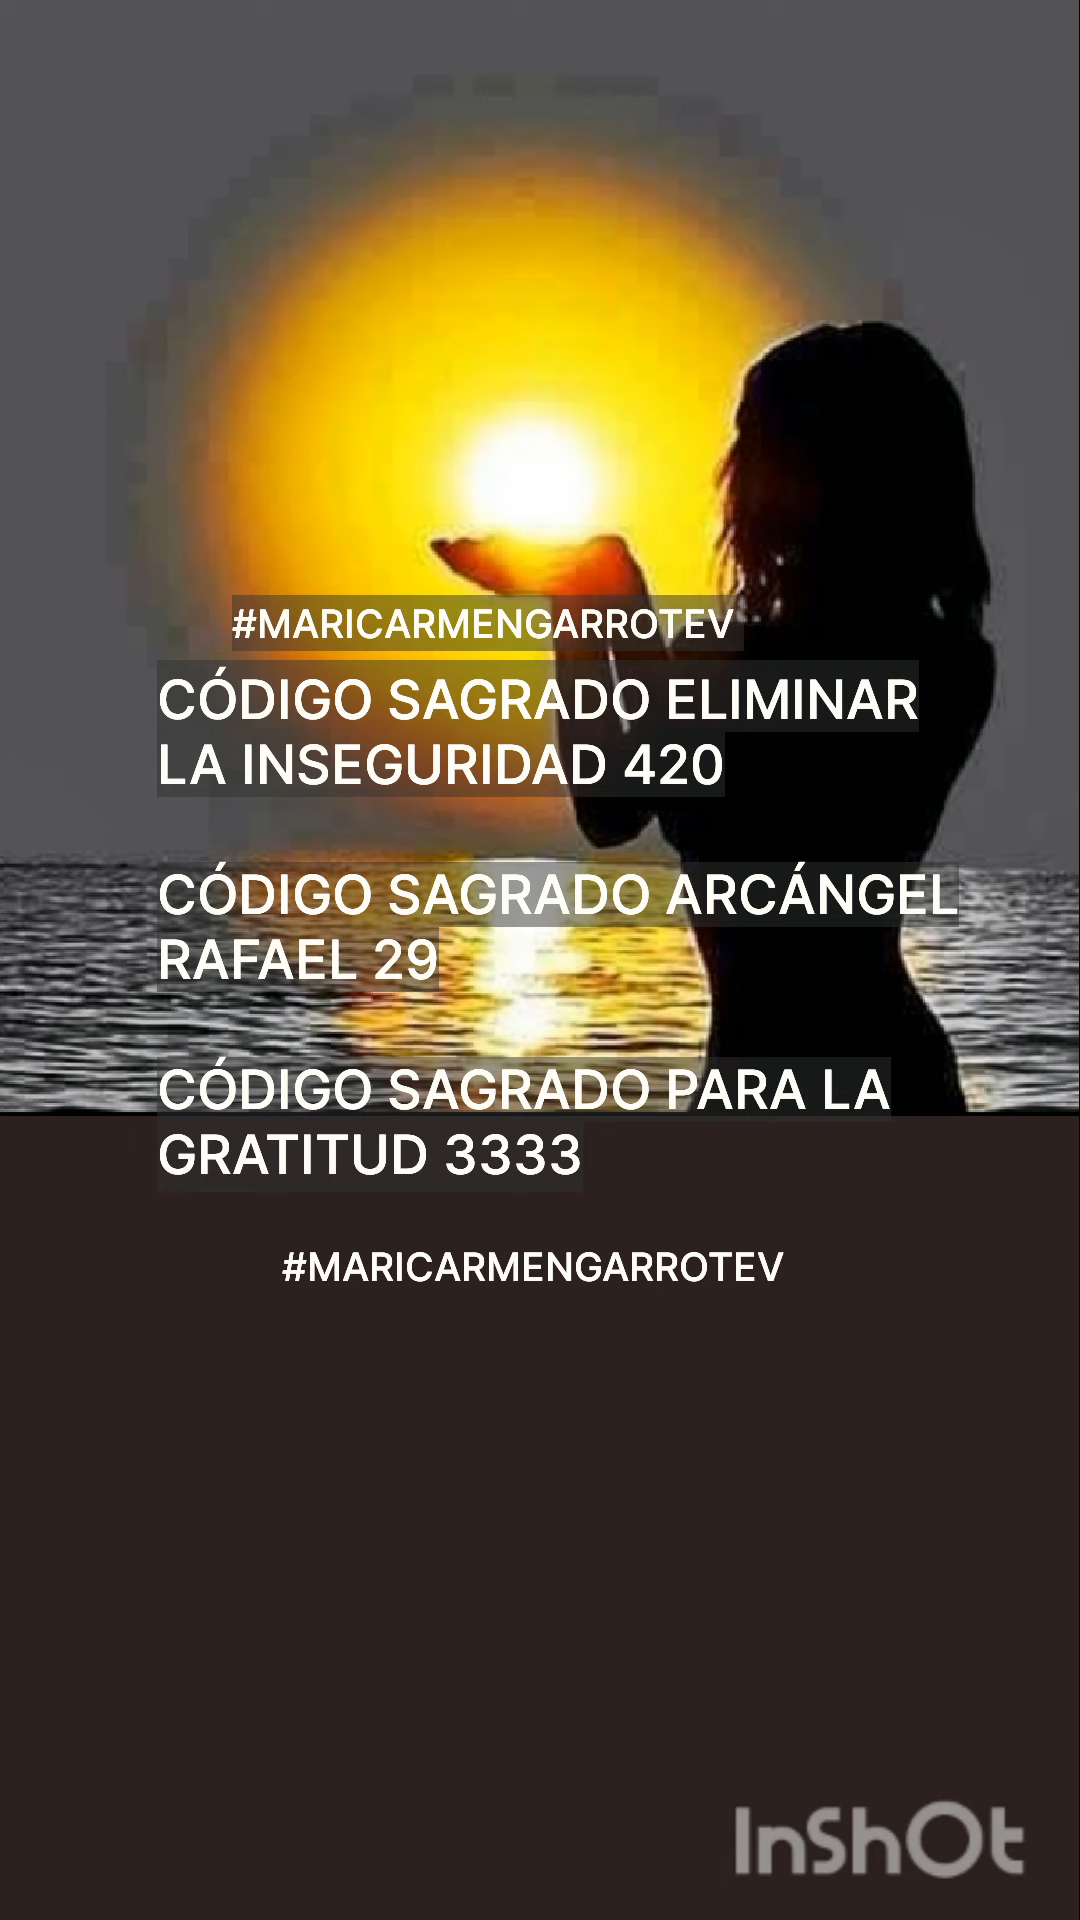 #MARICARMENGARROTEV
CÓDIGO SAGRADO ELIMINAR
LA INSEGURIDAD 420
CÓDIGO SAGRADO ARCÁNGEL
RAFAEL 29
CÓDIGO SAGRADO PARA LA
GRATITUD 3333
#MARICARMENGARROTEV
InShOt